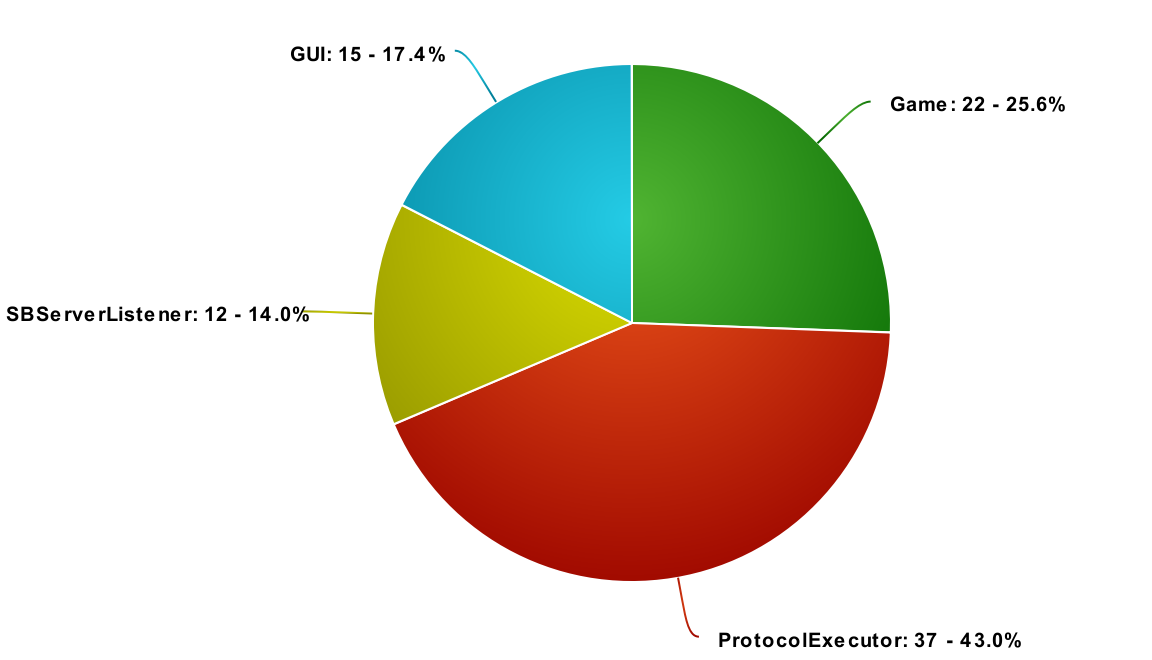 GUI: 15 - 17.4%
Game: 22 - 25.6%
SBServerListener: 12 - 14.0%
ProtocolExecutor: 37 - 43.0%